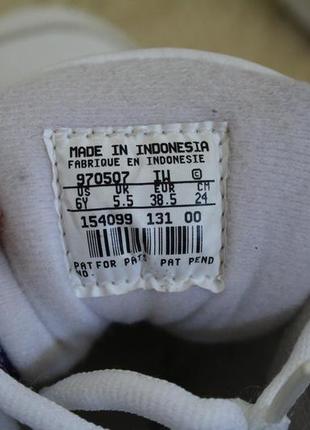 MADE IN INDONESIA
FABRIQUE EN INDONESIE
970507 IW ©
US UK EUR CM
6Y 5.5 38.5 24
154099 131 00
PAT FOR PATS PAT PEND
NO.